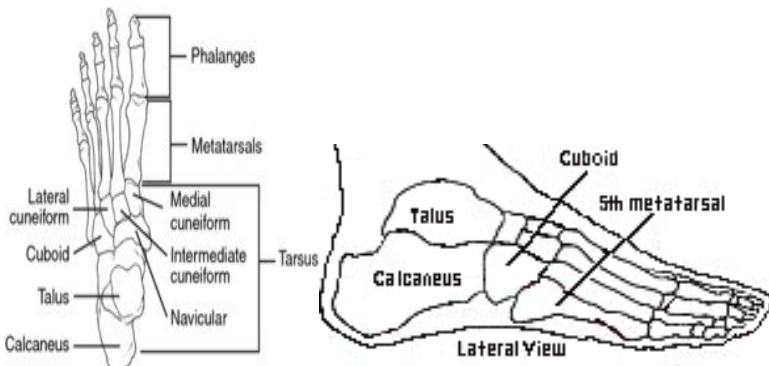 Phalanges
Metatarsals
Lateral
cuneiform
Medial
cuneiform
Cuboid
Intermediate
cuneiform
Tarsus
Talus
Navicular
Calcaneus
Cuboid
5th metatarsal
Talus
Calcaneus
Lateral View